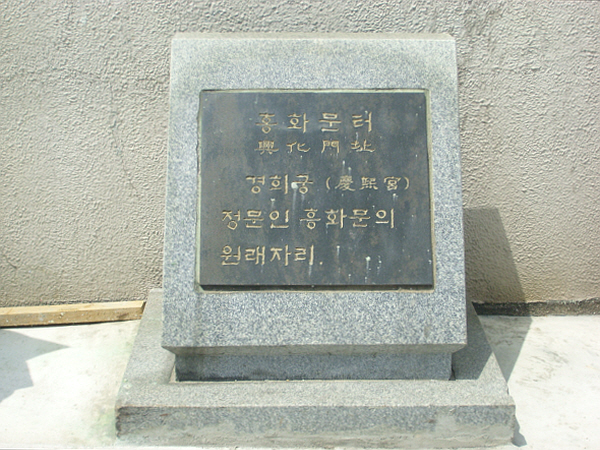 흥화문터
興化門址
경희궁 (慶熙宮)
정문인 흥화문의
원래자리.